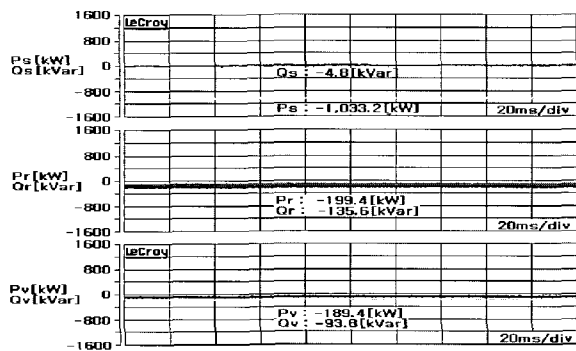 1600
LeCroy
800
Ps[kW]
Qs[kVar]
0
Qs : -4.8[kVar]
-800
Ps : -1,033.2[kW]
20ms/div
-1600
1600
800
Pr[kW]
Qr[kVar]
0
Pr : -199.4[kW]
-800
Qr : -135.6[kVar]
20ms/div
-1600
1600
LeCroy
800
Pv[kW]
Qv[kVar]
0
Pv : -189.4[kW]
-800
Qv : -93.8[kVar]
20ms/div
-1600